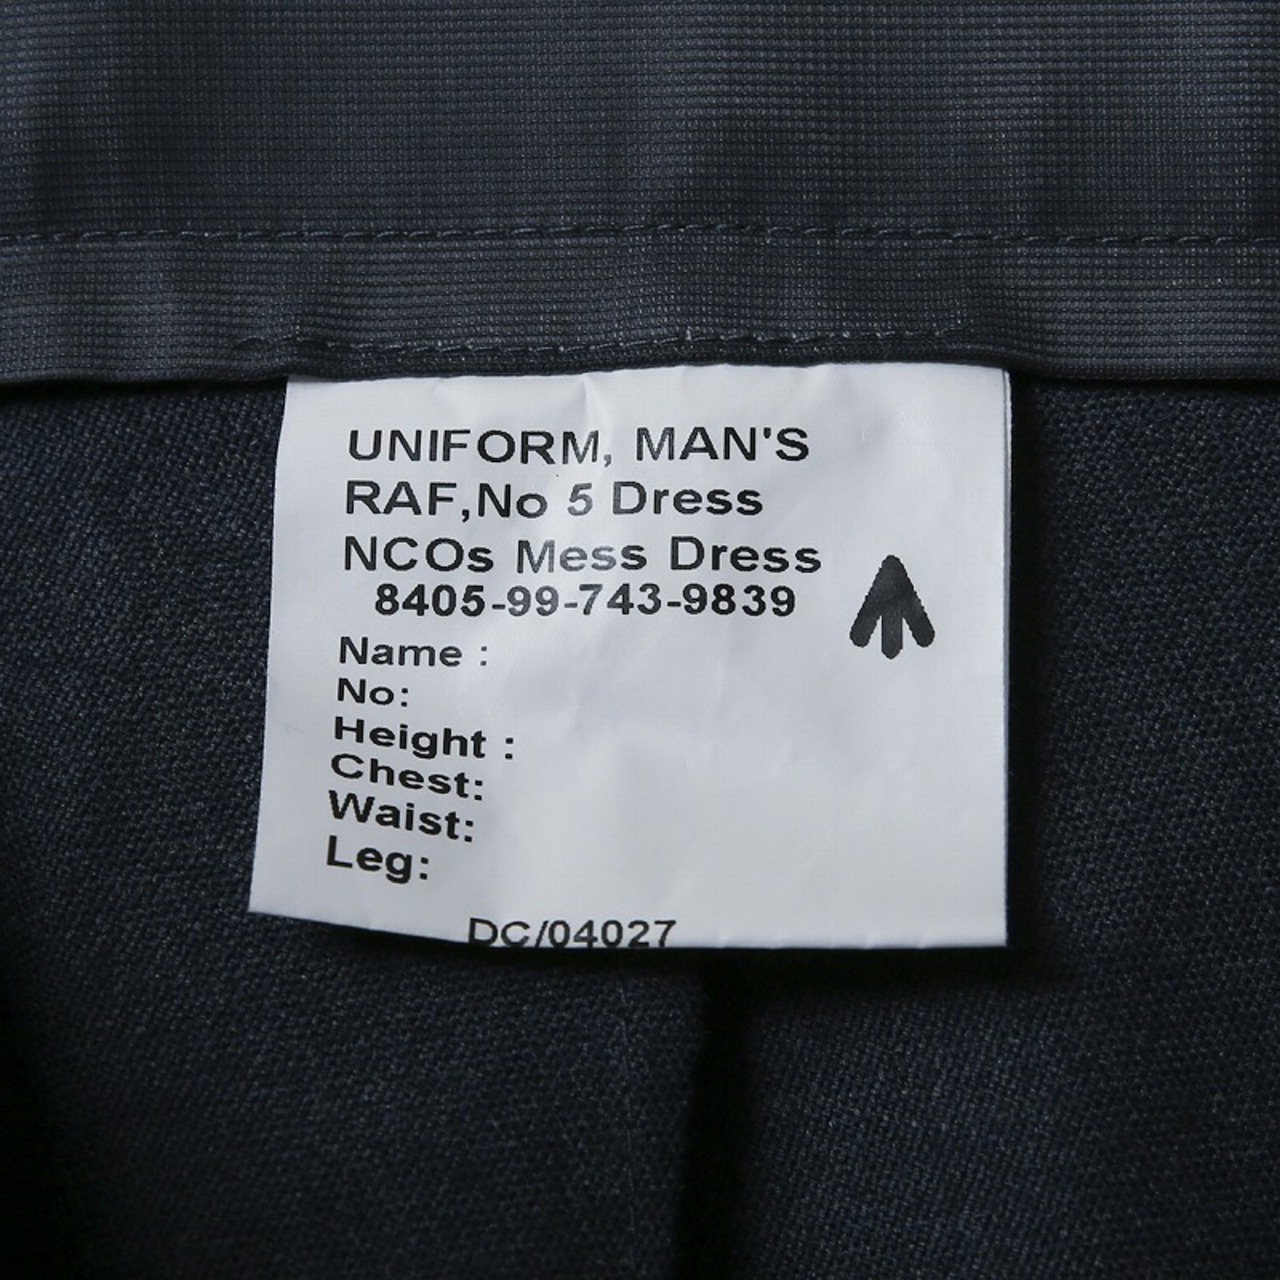 UNIFORM, MAN'S
RAF,No 5 Dress
NCOs Mess Dress
8405-99-743-9839
Name :
No:
Height :
Chest:
Waist:
Leg:
DC/04027